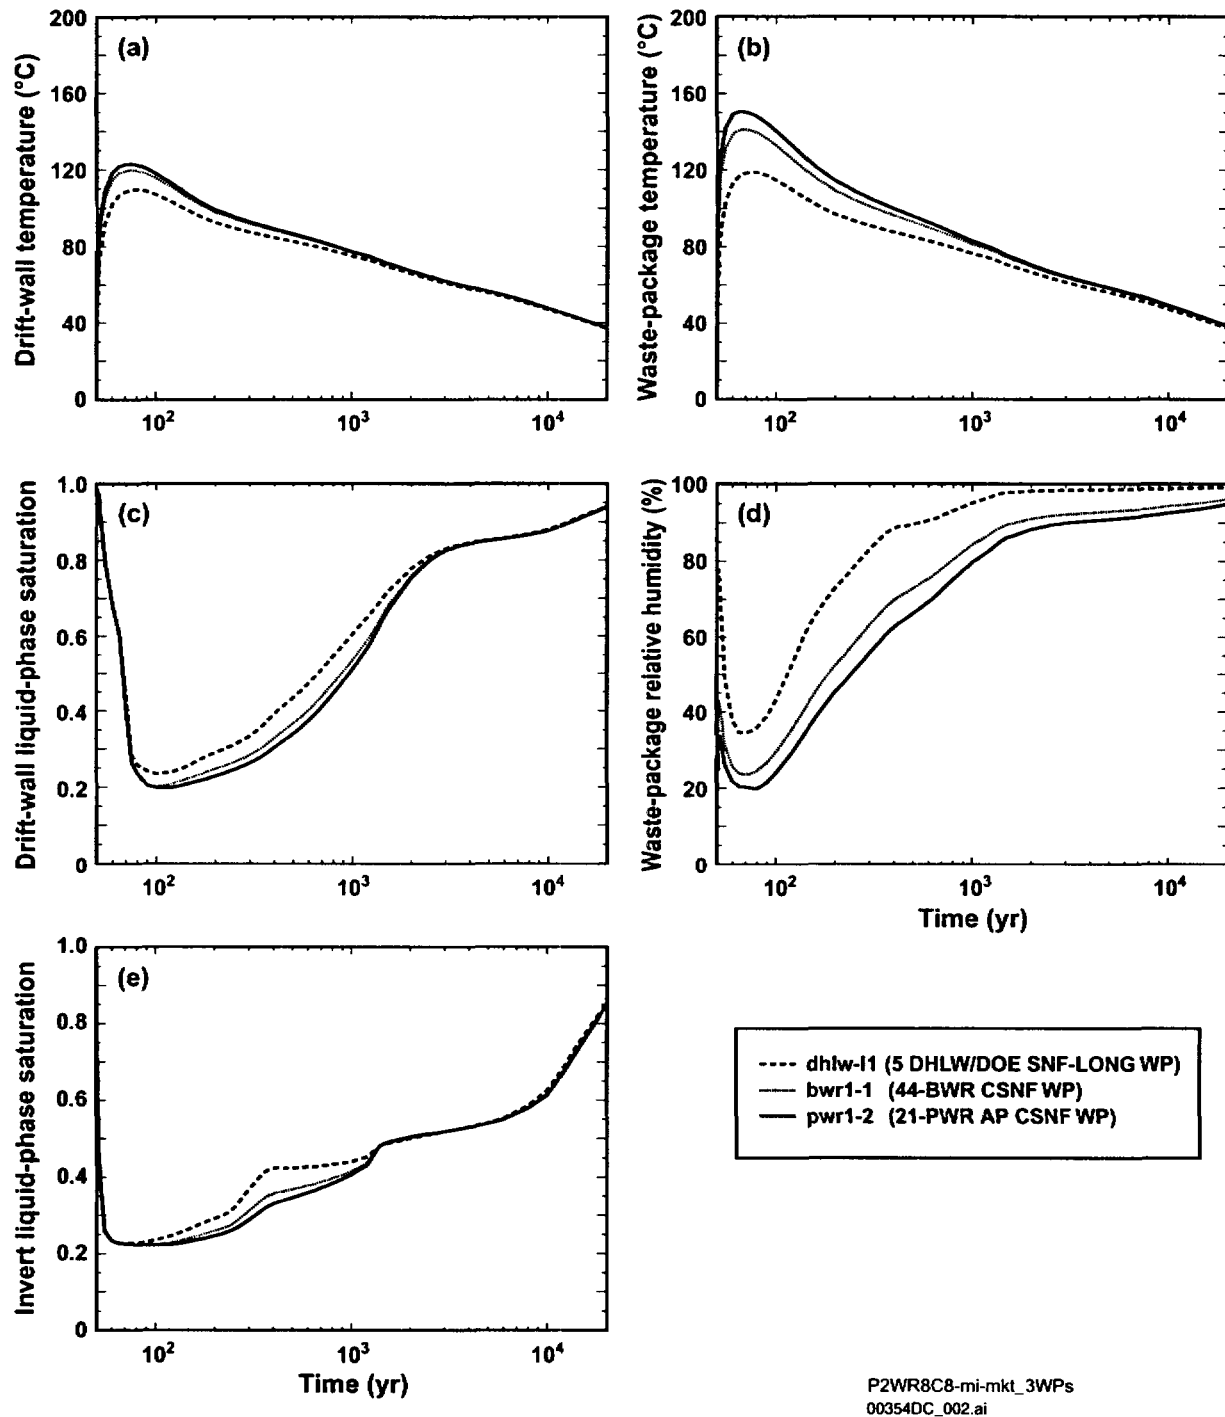 (a)
Drift-wall temperature (°C)
200
160
120
80
40
0
10²
10³
10⁴
(b)
Waste-package temperature (°C)
200
150
160
120
80
40
0
10²
10³
10⁴
(c)
Drift-wall liquid-phase saturation
1.0
0.8
0.6
0.4
0.2
0
10²
10³
10⁴
(d)
Waste-package relative humidity (%)
100
80
60
40
20
0
10²
10³
10⁴
Time (yr)
(e)
Invert liquid-phase saturation
1.0
0.8
0.6
0.4
0.2
0
10²
10³
10⁴
Time (yr)
dhlw-l1 (5 DHLW/DOE SNF-LONG WP)
bwr1-1 (44-BWR CSNF WP)
pwr1-2 (21-PWR AP CSNF WP)
P2WR8C8-mi-mkt_3WPs
00354DC_002.ai